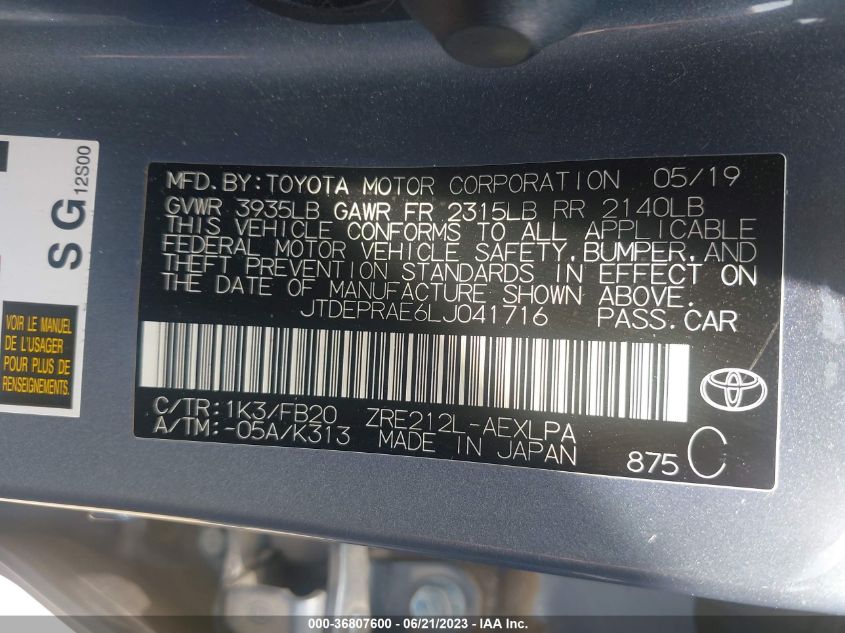 MFD. BY: TOYOTA MOTOR CORPORATION 05/19
GVWR 3935LB GAWR FR 2315LB RR 2140LB
THIS VEHICLE CONFORMS TO ALL APPLICABLE
FEDERAL MOTOR VEHICLE SAFETY, BUMPER, AND
THEFT PREVENTION STANDARDS IN EFFECT ON
THE DATE OF MANUFACTURE SHOWN ABOVE.
JTDEPRAE6LJ041716 PASS.CAR
C/TR: 1K3/FB20 ZRE212L-AEXLPA
A/TM: -05A/K313 MADE IN JAPAN
875 C
SG
12S00
VOIR LE MANUEL
DE L'USAGER
POUR PLUS DE
RENSEIGNEMENTS.
000-36807600 - 06/21/2023 - IAA Inc.